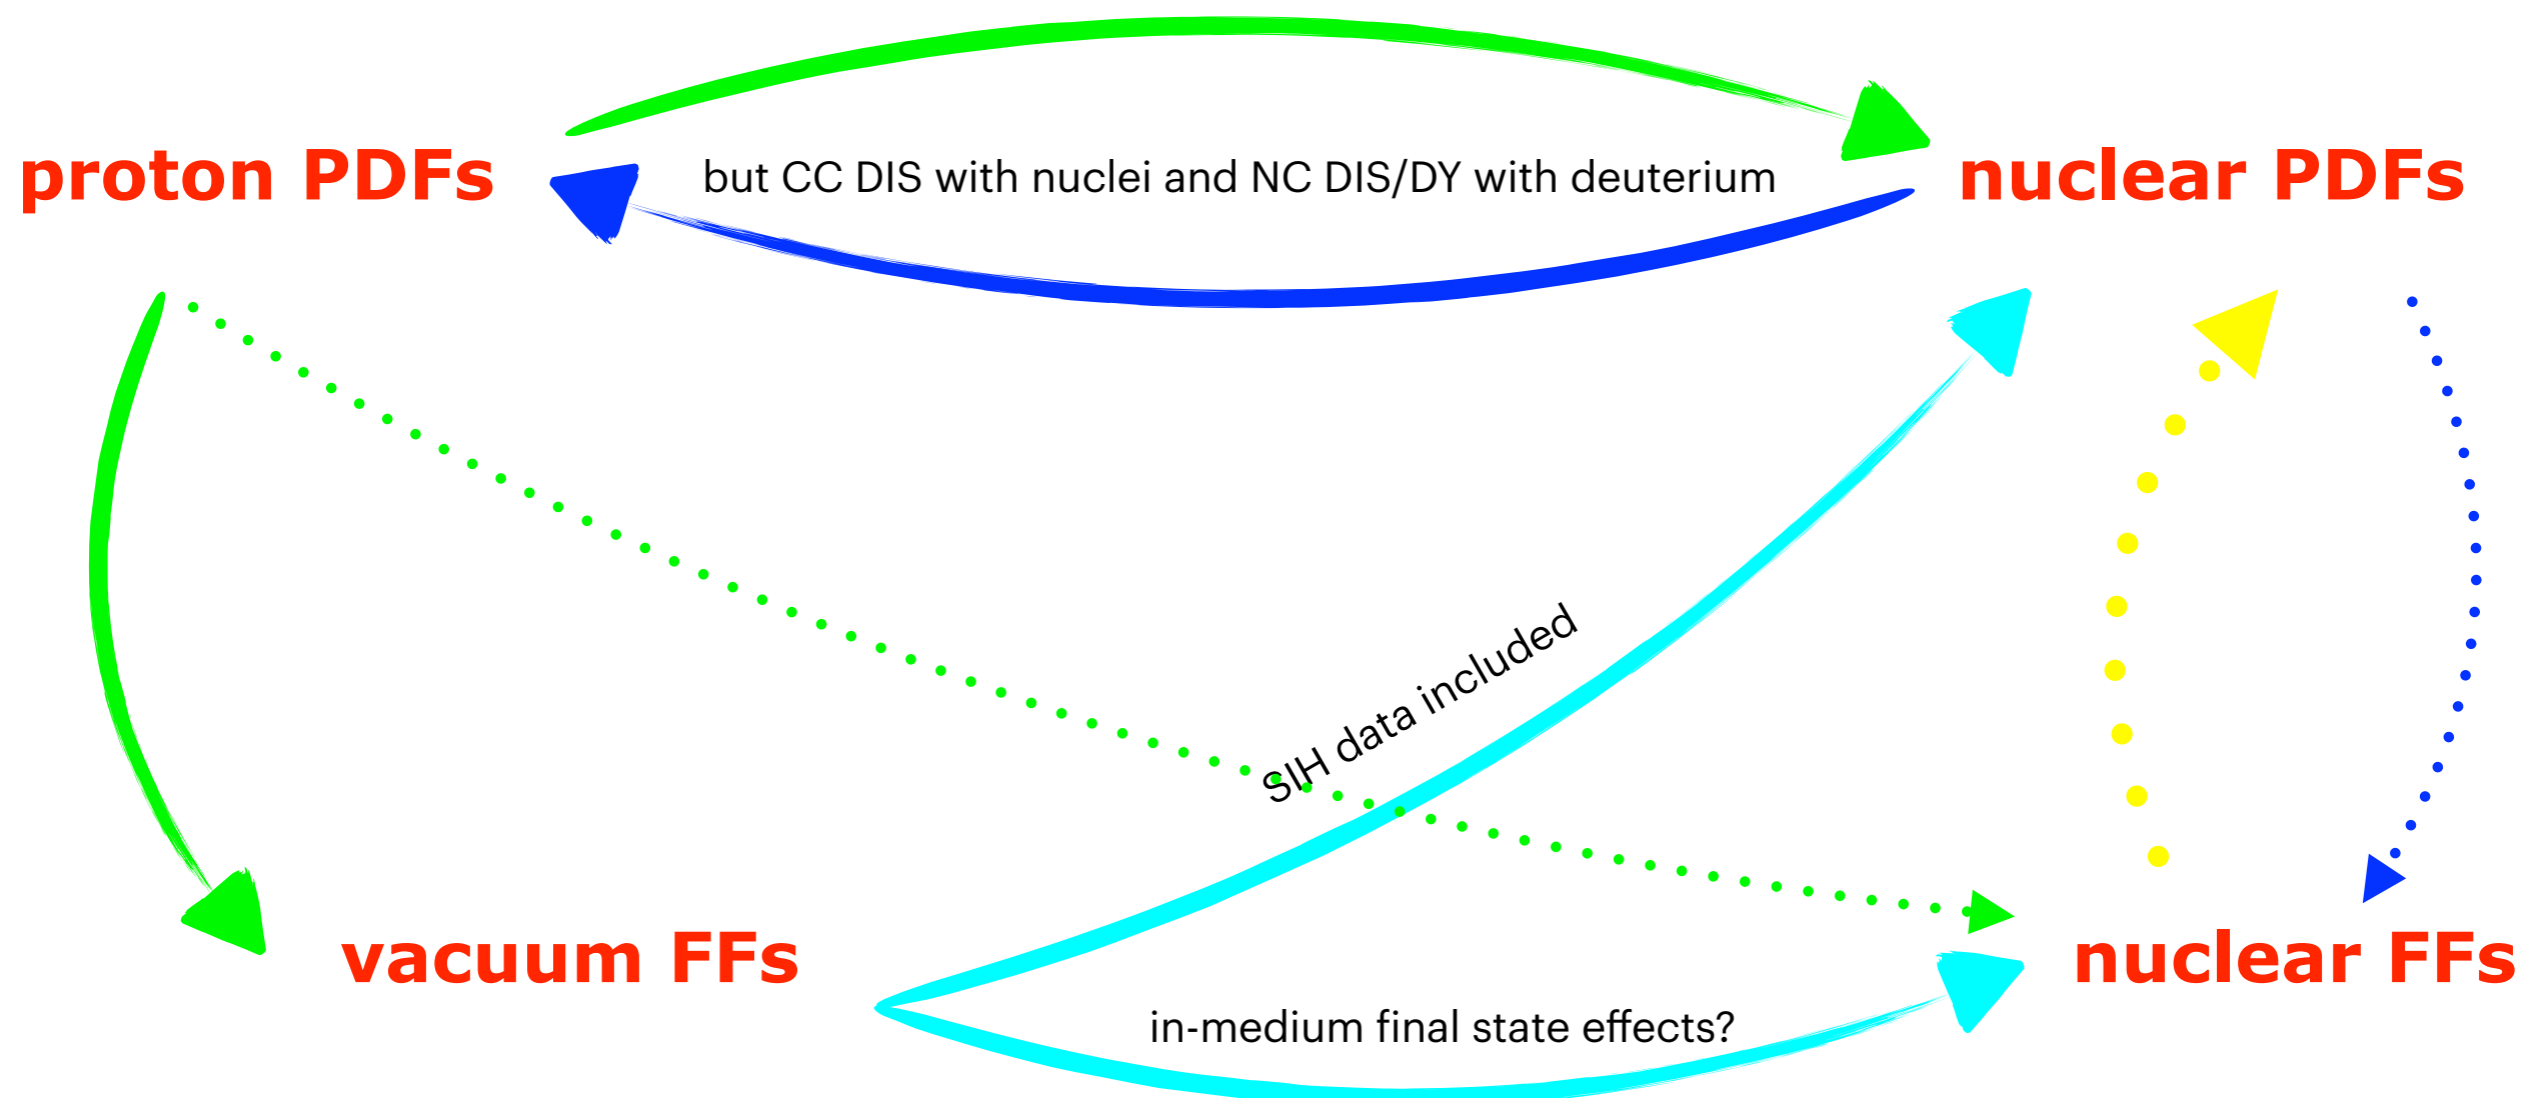 proton PDFs
but CC DIS with nuclei and NC DIS/DY with deuterium
nuclear PDFs
SIH data included
vacuum FFs
nuclear FFs
in-medium final state effects?